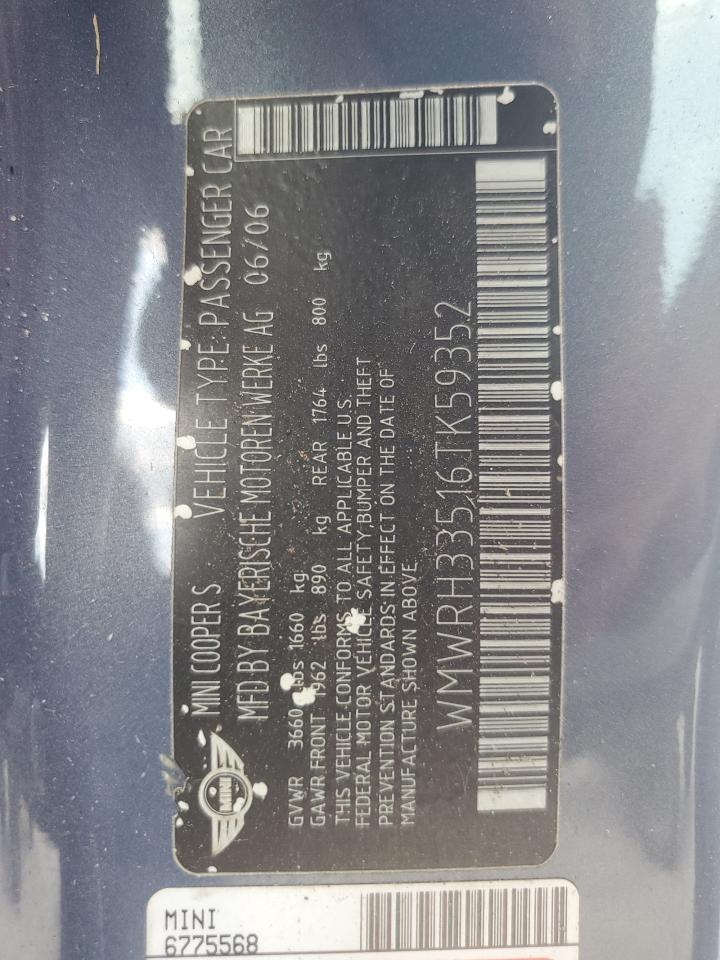 MINI COOPER S VEHICLE TYPE: PASSENGER CAR
MINI
MFD BY BAYERISCHE MOTOREN WERKE AG 06/06
GVWR 3660 lbs 1660 kg
GAWR FRONT 1962 lbs 890 kg REAR 1764 lbs 800 kg
THIS VEHICLE CONFORMS TO ALL APPLICABLE U.S.
FEDERAL MOTOR VEHICLE SAFETY,BUMPER AND THEFT
PREVENTION STANDARDS IN EFFECT ON THE DATE OF
MANUFACTURE SHOWN ABOVE
WMWRH33516TK59352
MINI
6775568